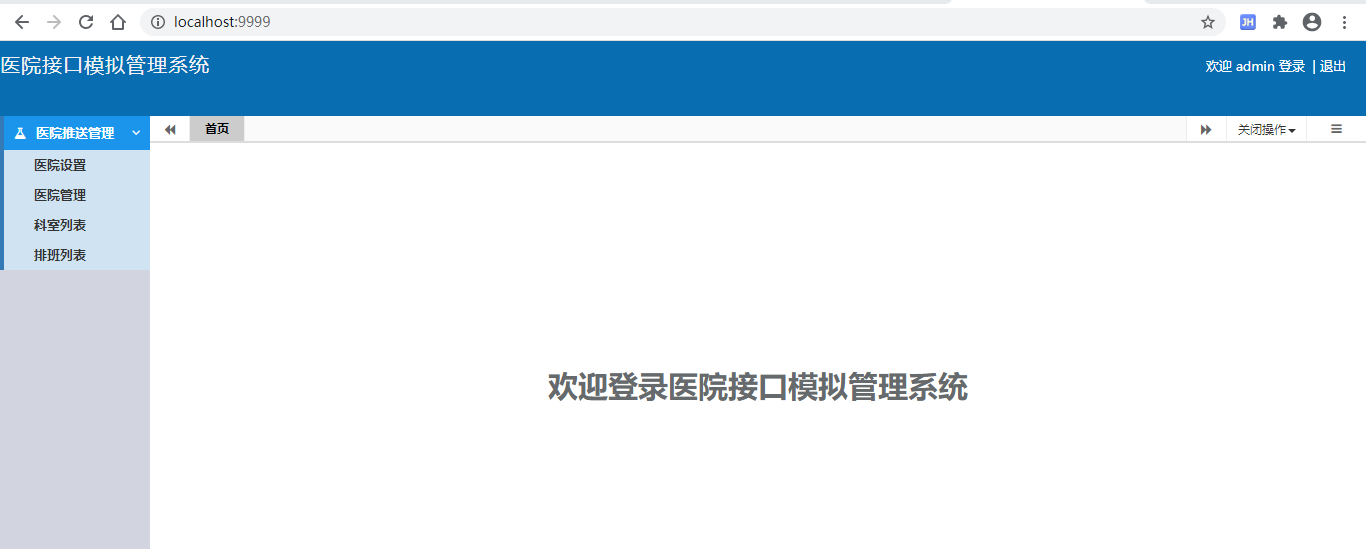 localhost:9999
JH
医院接口模拟管理系统
欢迎 admin 登录 | 退出
医院推送管理
首页
关闭操作
医院设置
医院管理
科室列表
排班列表
欢迎登录医院接口模拟管理系统